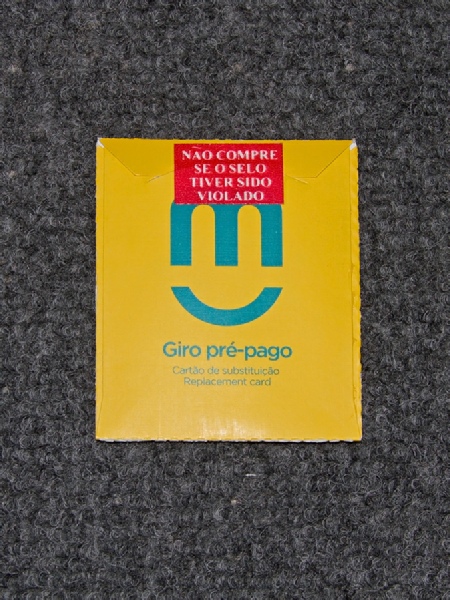 NÃO COMPRE
SE O SELO
TIVER SIDO
VIOLADO
m
Giro pré-pago
Cartão de substituição
Replacement card